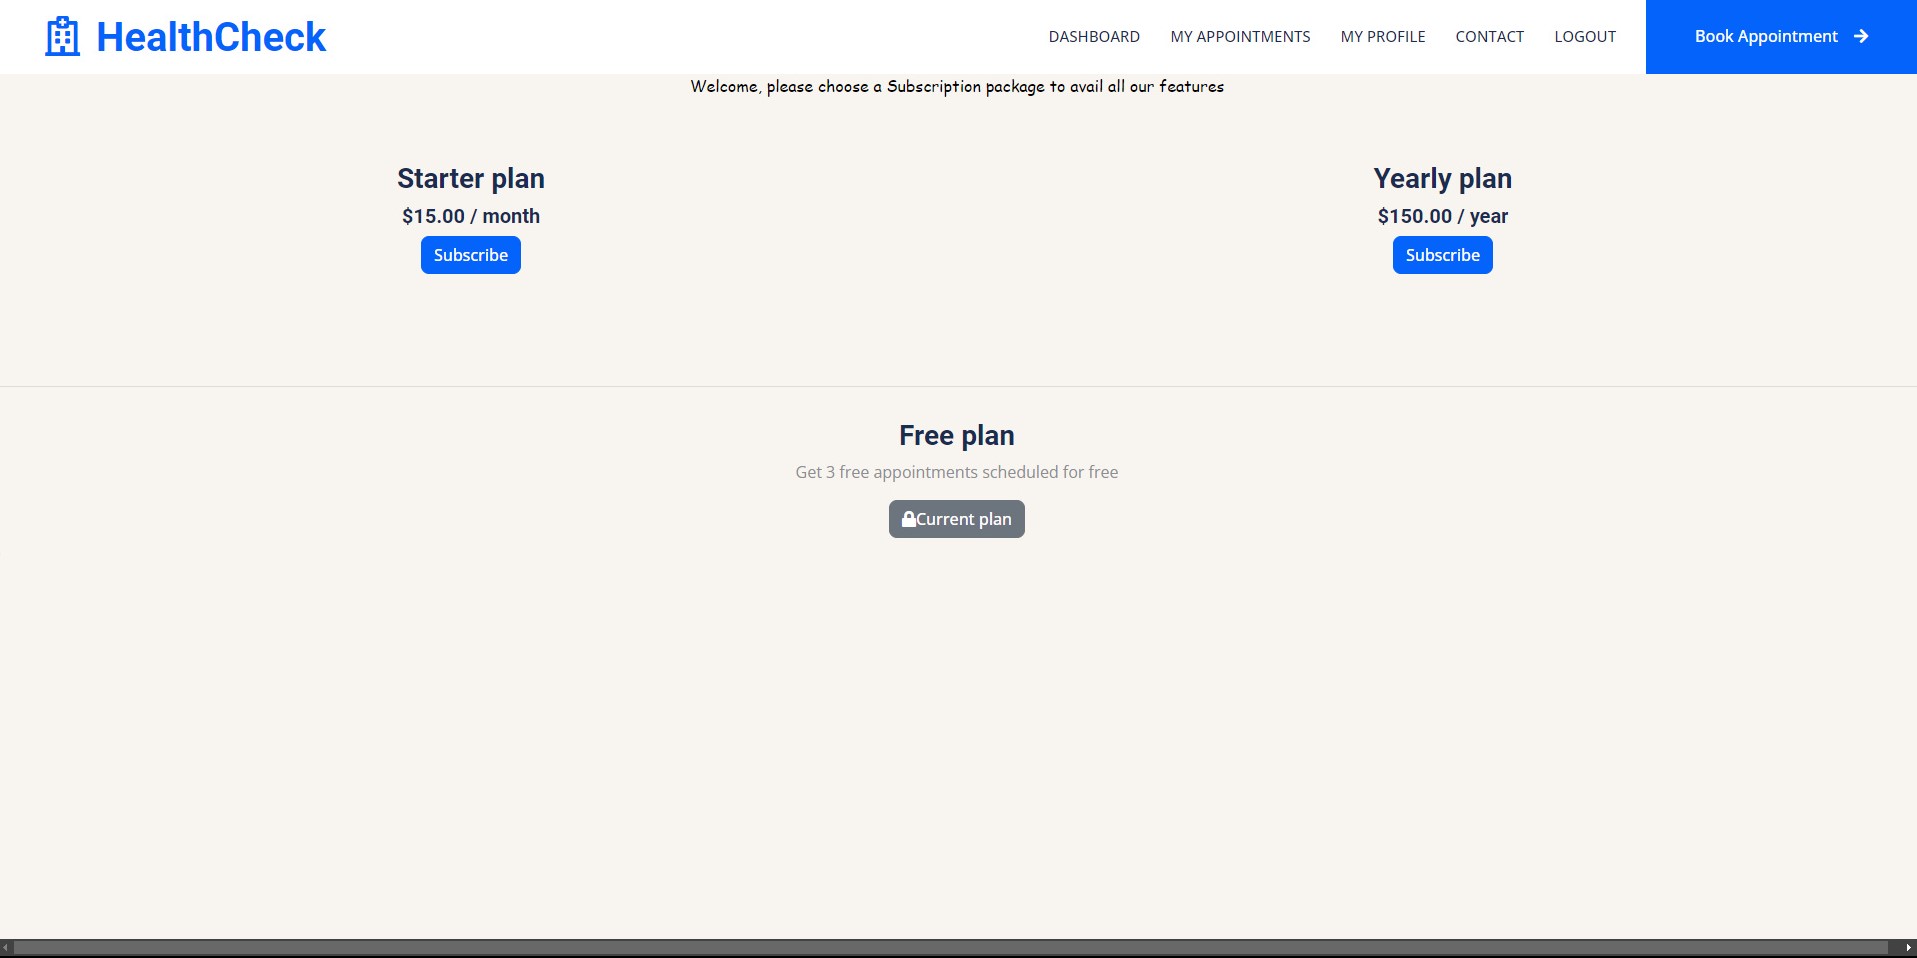 HealthCheck
DASHBOARD MY APPOINTMENTS MY PROFILE CONTACT LOGOUT Book Appointment
Welcome, please choose a Subscription package to avail all our features
Starter plan
$15.00 / month
Subscribe
Yearly plan
$150.00 / year
Subscribe
Free plan
Get 3 free appointments scheduled for free
Current plan